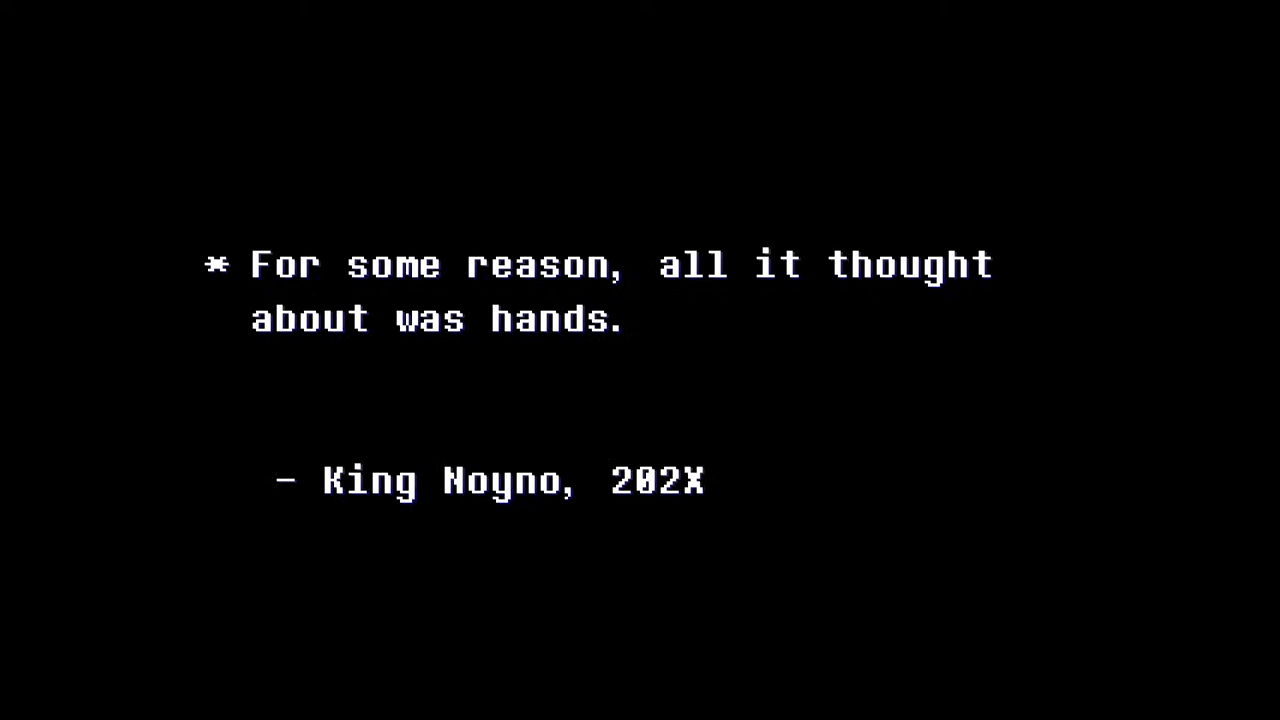 * For some reason, all it thought
about was hands.
- King Noyno, 202X